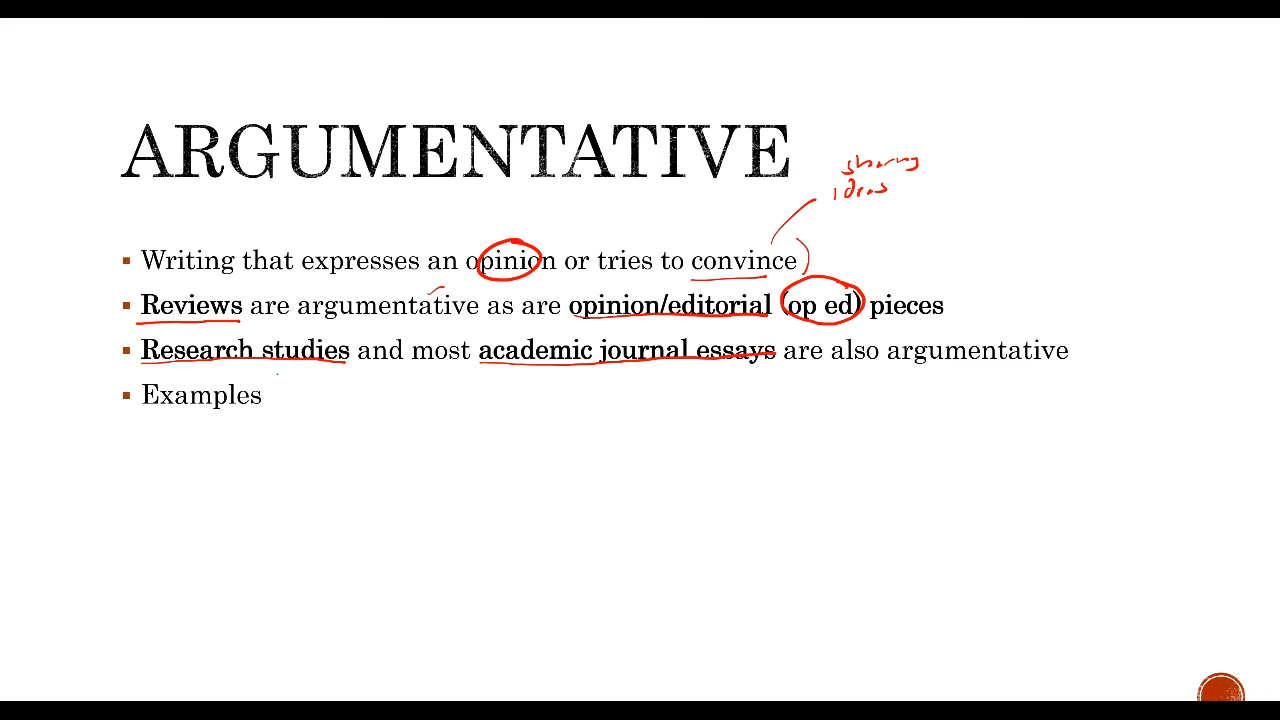 ARGUMENTATIVE
sharing
ideas
Writing that expresses an opinion or tries to convince
Reviews are argumentative as are opinion/editorial (op ed) pieces
Research studies and most academic journal essays are also argumentative
Examples